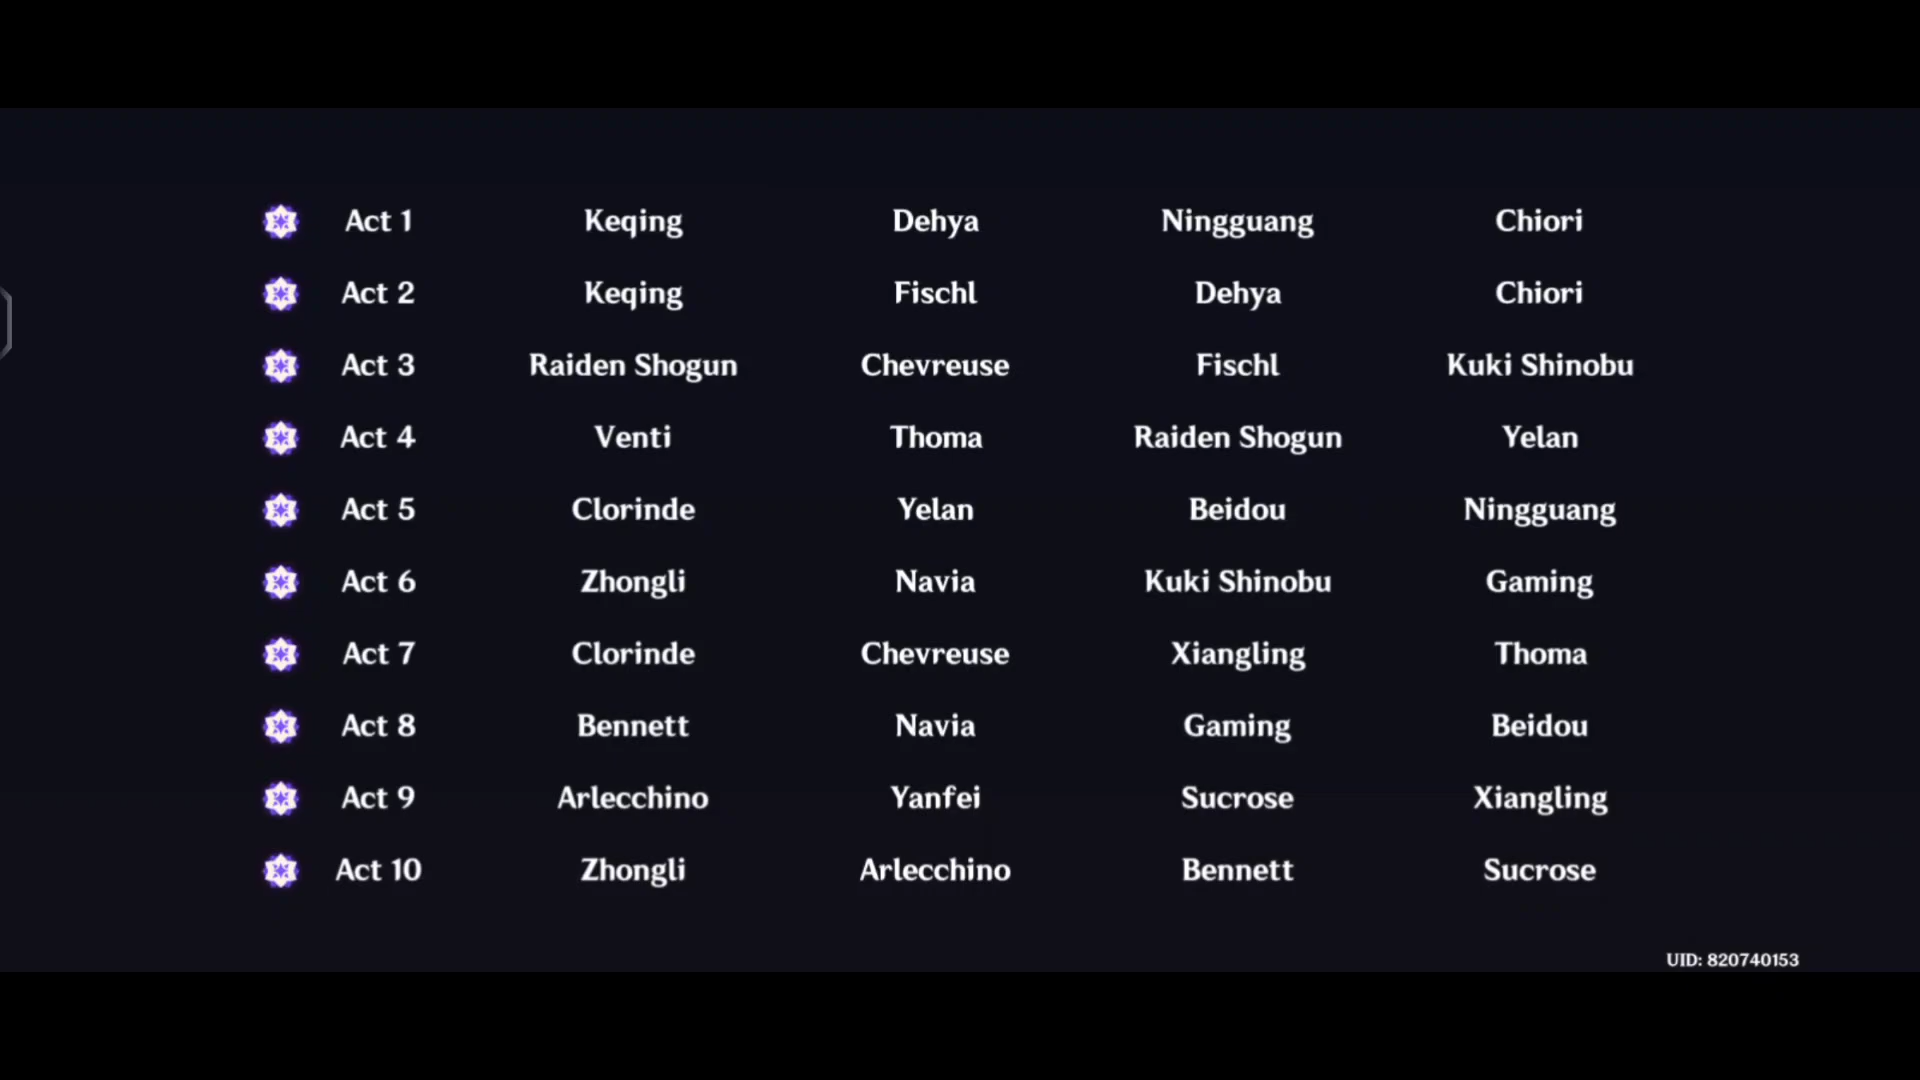 Act 1 Keqing Dehya Ningguang Chiori
Act 2 Keqing Fischl Dehya Chiori
Act 3 Raiden Shogun Chevreuse Fischl Kuki Shinobu
Act 4 Venti Thoma Raiden Shogun Yelan
Act 5 Clorinde Yelan Beidou Ningguang
Act 6 Zhongli Navia Kuki Shinobu Gaming
Act 7 Clorinde Chevreuse Xiangling Thoma
Act 8 Bennett Navia Gaming Beidou
Act 9 Arlecchino Yanfei Sucrose Xiangling
Act 10 Zhongli Arlecchino Bennett Sucrose
UID: 820740153